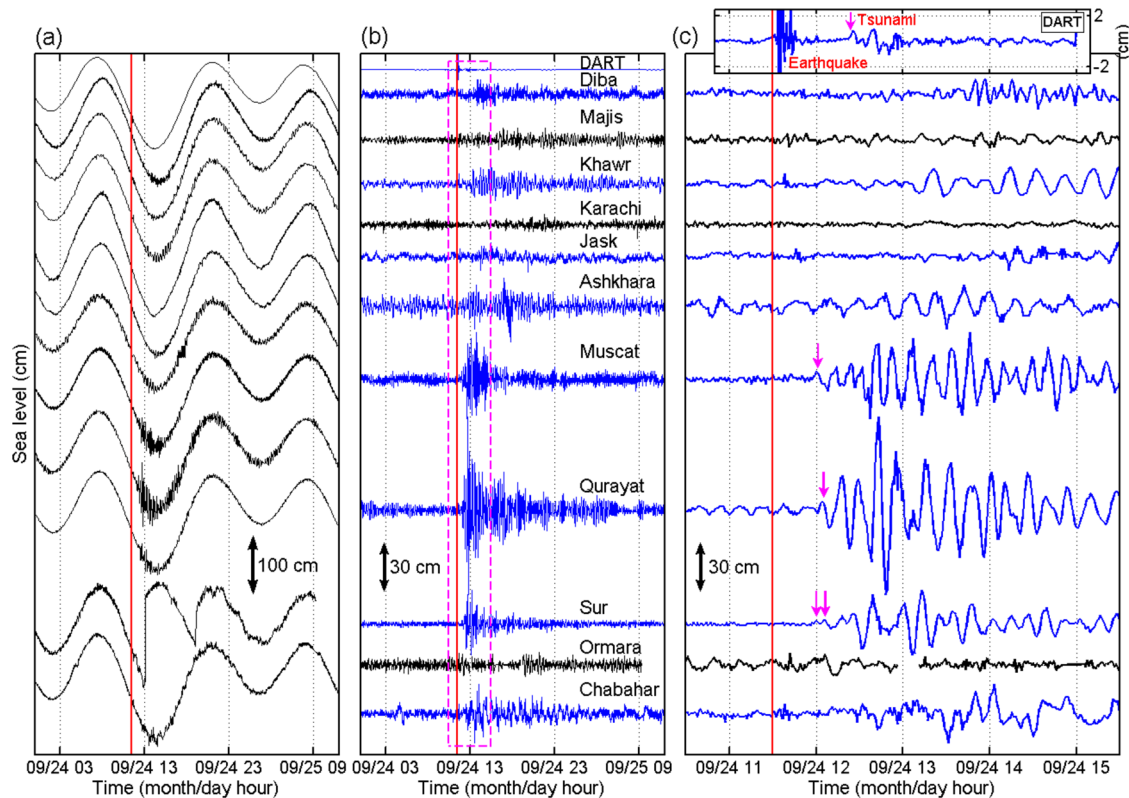 (a)
(b)
(c)
2
-2
(cm)
Tsunami
DART
Earthquake
DART
Diba
Majis
Khawr
Karachi
Jask
Ashkhara
Muscat
Qurayat
Sur
Ormara
Chabahar
Sea level (cm)
100 cm
30 cm
30 cm
09/24 03 09/24 13 09/24 23 09/25 09
Time (month/day hour)
09/24 03 09/24 13 09/24 23 09/25 09
Time (month/day hour)
09/24 11 09/24 12 09/24 13 09/24 14 09/24 15
Time (month/day hour)